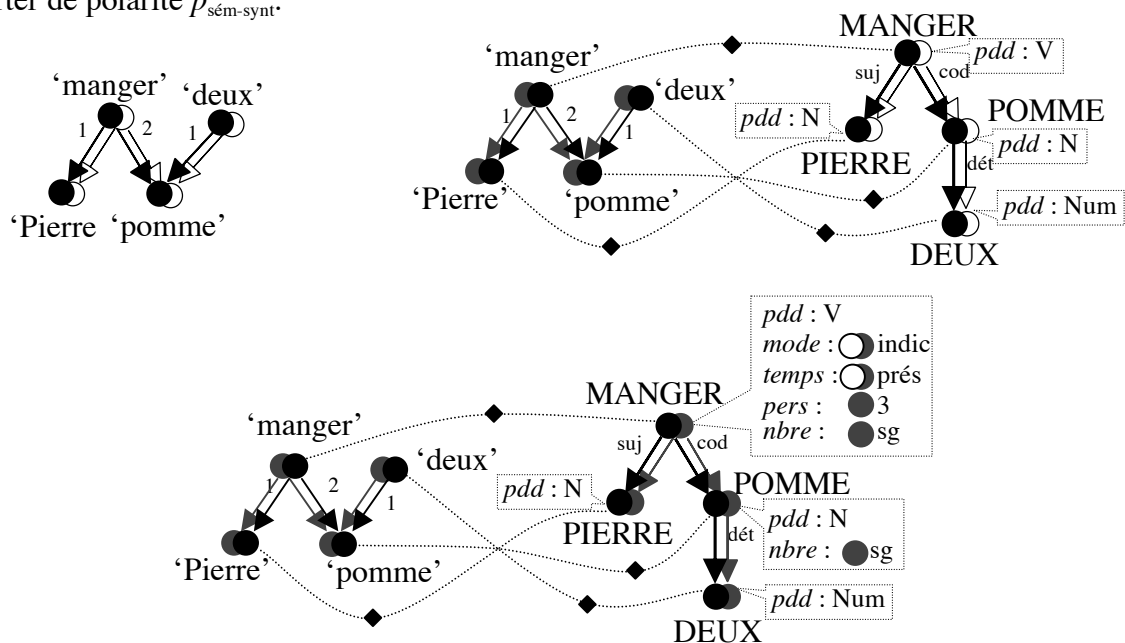 ter de polarité psém-synt.
‘manger’
‘deux’
1
2
1
‘Pierre
‘pomme’
‘manger’
‘deux’
1
2
1
‘Pierre’
‘pomme’
MANGER
pdd : V
suj
cod
pdd : N
PIERRE
POMME
pdd : N
dét
pdd : Num
DEUX
pdd : V
mode : indic
temps : prés
pers : 3
nbre : sg
MANGER
suj
cod
‘manger’
‘deux’
1
2
1
‘Pierre’
‘pomme’
pdd : N
PIERRE
POMME
pdd : N
nbre : sg
dét
pdd : Num
DEUX